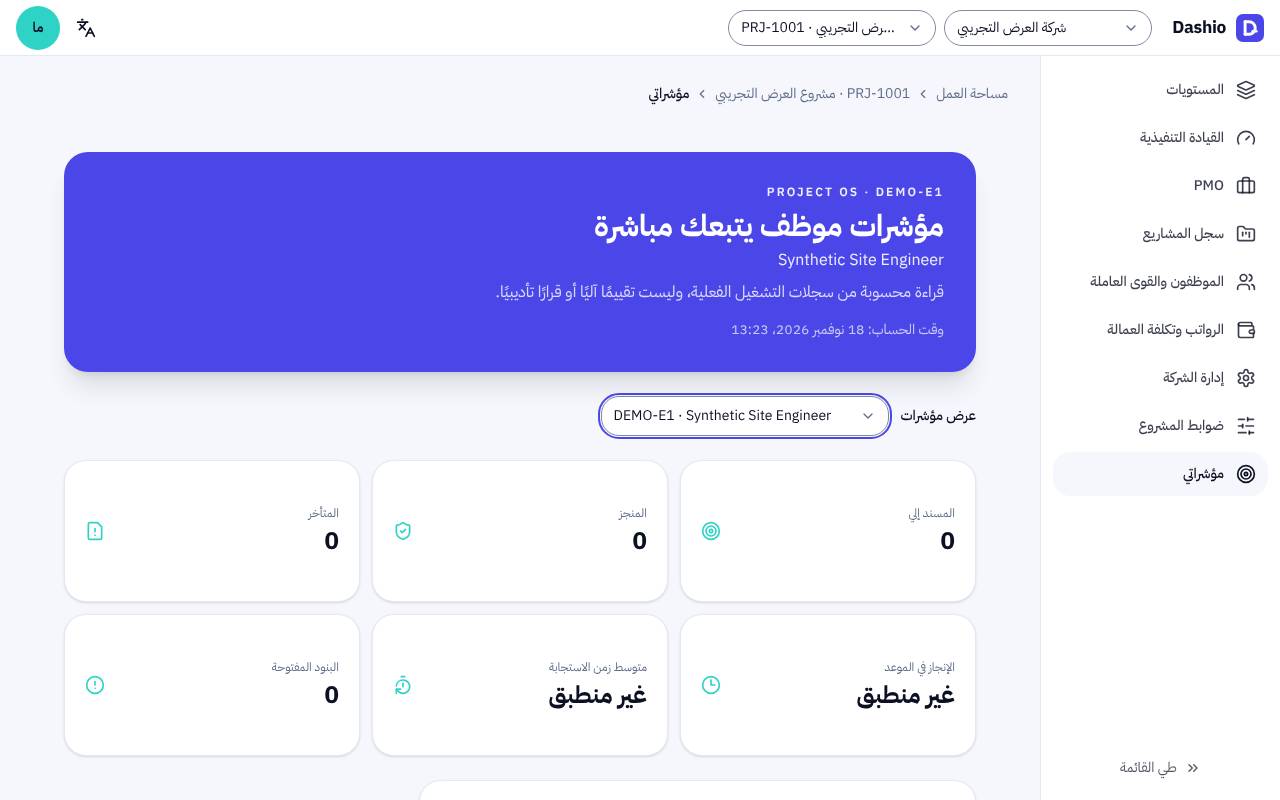 Dashio
شركة العرض التجريبي
PRJ-1001 · ...رض التجريبي
ما
المستويات
القيادة التنفيذية
PMO
سجل المشاريع
الموظفون والقوى العاملة
الرواتب وتكلفة العمالة
إدارة الشركة
ضوابط المشروع
مؤشراتي
طي القائمة
مساحة العمل
PRJ-1001 · مشروع العرض التجريبي
مؤشراتي
PROJECT OS · DEMO-E1
مؤشرات موظف يتبعك مباشرة
Synthetic Site Engineer
قراءة محسوبة من سجلات التشغيل الفعلية، وليست تقييمًا آليًا أو قرارًا تأديبيًا.
وقت الحساب: 18 نوفمبر 2026، 13:23
عرض مؤشرات
DEMO-E1 · Synthetic Site Engineer
المسند إلي
0
المنجز
0
المتأخر
0
الإنجاز في الموعد
غير منطبق
متوسط زمن الاستجابة
غير منطبق
البنود المفتوحة
0